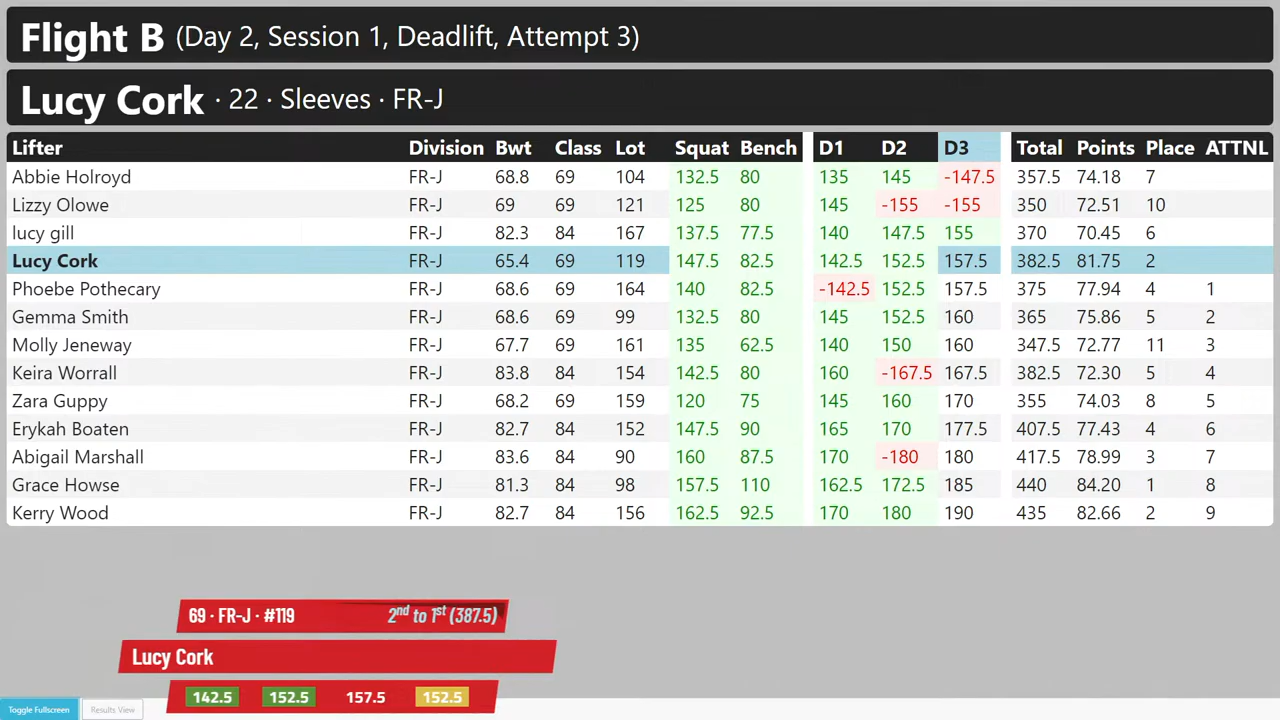 Flight B (Day 2, Session 1, Deadlift, Attempt 3)
Lucy Cork · 22 · Sleeves · FR-J
Lifter Division Bwt Class Lot Squat Bench D1 D2 D3 Total Points Place ATTNL
Abbie Holroyd FR-J 68.8 69 104 132.5 80 135 145 -147.5 357.5 74.18 7
Lizzy Olowe FR-J 69 69 121 125 80 145 -155 -155 350 72.51 10
lucy gill FR-J 82.3 84 167 137.5 77.5 140 147.5 155 370 70.45 6
Lucy Cork FR-J 65.4 69 119 147.5 82.5 142.5 152.5 157.5 382.5 81.75 2
Phoebe Pothecary FR-J 68.6 69 164 140 82.5 -142.5 152.5 157.5 375 77.94 4 1
Gemma Smith FR-J 68.6 69 99 132.5 80 145 152.5 160 365 75.86 5 2
Molly Jeneway FR-J 67.7 69 161 135 62.5 140 150 160 347.5 72.77 11 3
Keira Worrall FR-J 83.8 84 154 142.5 80 160 -167.5 167.5 382.5 72.30 5 4
Zara Guppy FR-J 68.2 69 159 120 75 145 160 170 355 74.03 8 5
Erykah Boaten FR-J 82.7 84 152 147.5 90 165 170 177.5 407.5 77.43 4 6
Abigail Marshall FR-J 83.6 84 90 160 87.5 170 -180 180 417.5 78.99 3 7
Grace Howse FR-J 81.3 84 98 157.5 110 162.5 172.5 185 440 84.20 1 8
Kerry Wood FR-J 82.7 84 156 162.5 92.5 170 180 190 435 82.66 2 9
69 · FR-J · #119 2nd to 1st (387.5)
Lucy Cork
142.5 152.5 157.5 152.5
Toggle Fullscreen Results View